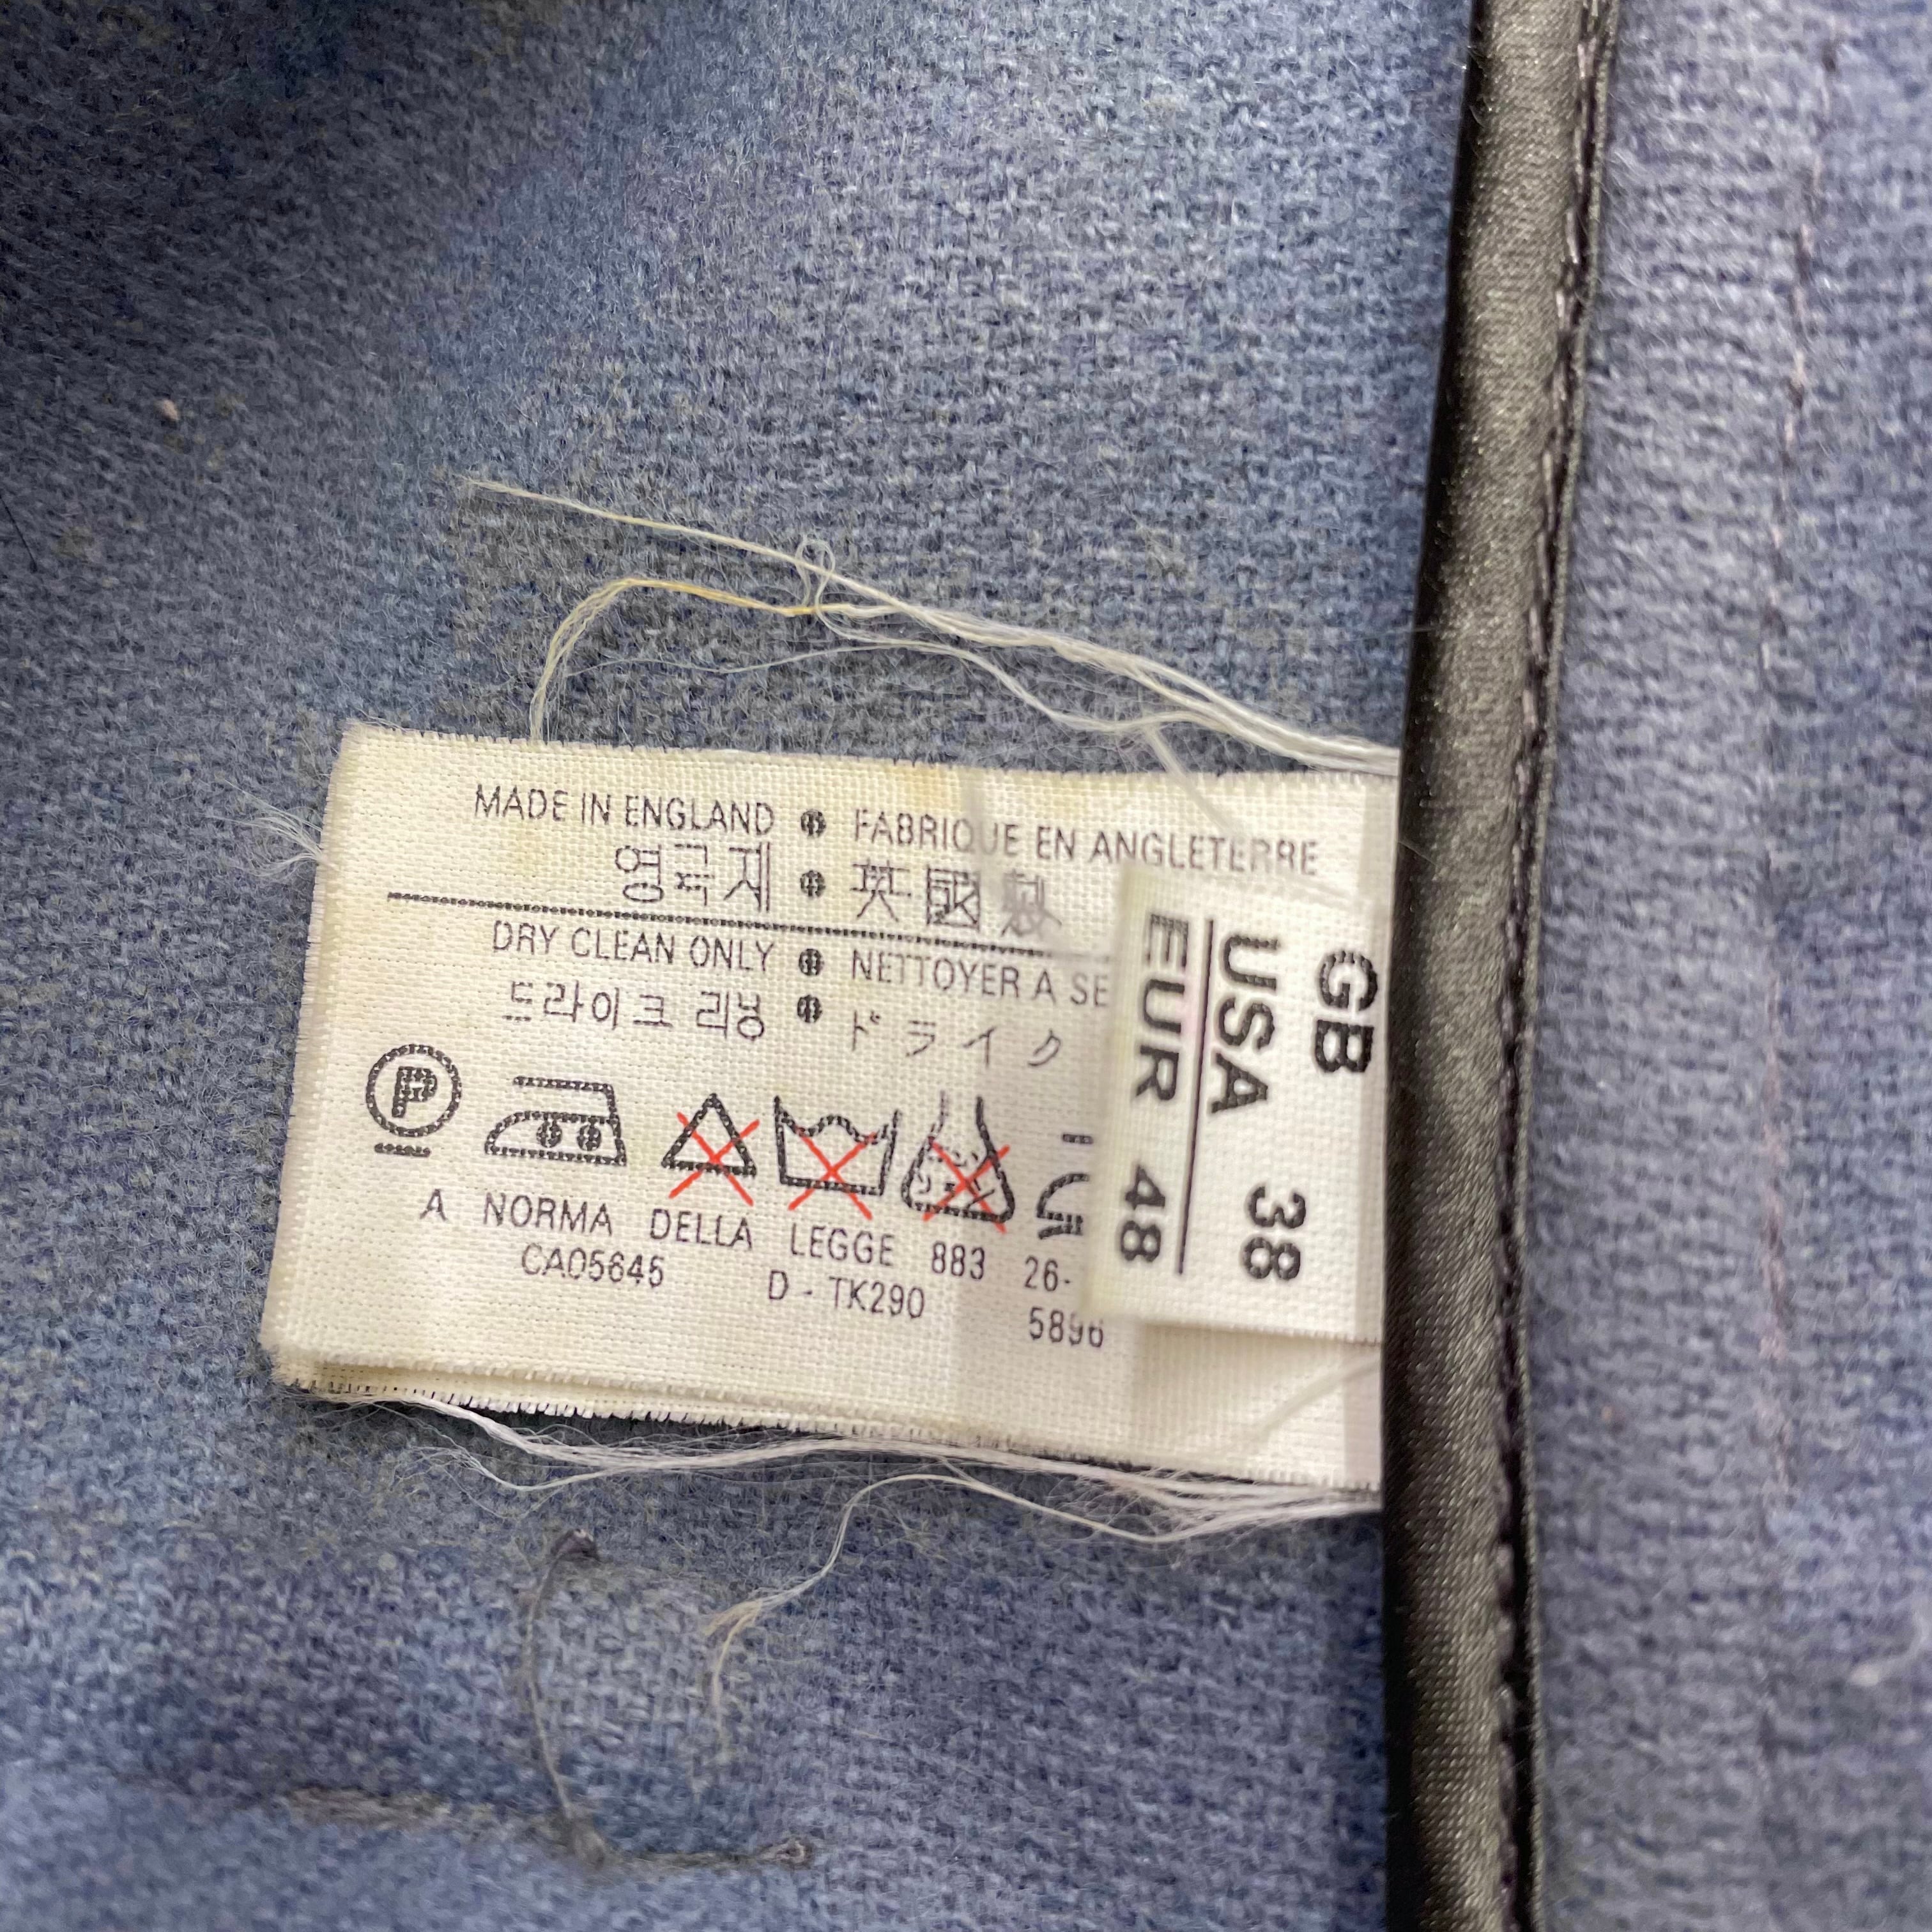 MADE IN ENGLAND ● FABRIQUE EN ANGLETERRE
영국제 ● 英国製
DRY CLEAN ONLY ● NETTOYER A SE
드라이크 리닝 ● ドライク
P
A NORMA DELLA LEGGE 883 26-
CA05645 D - TK290
5896
GB
USA 38
EUR 48